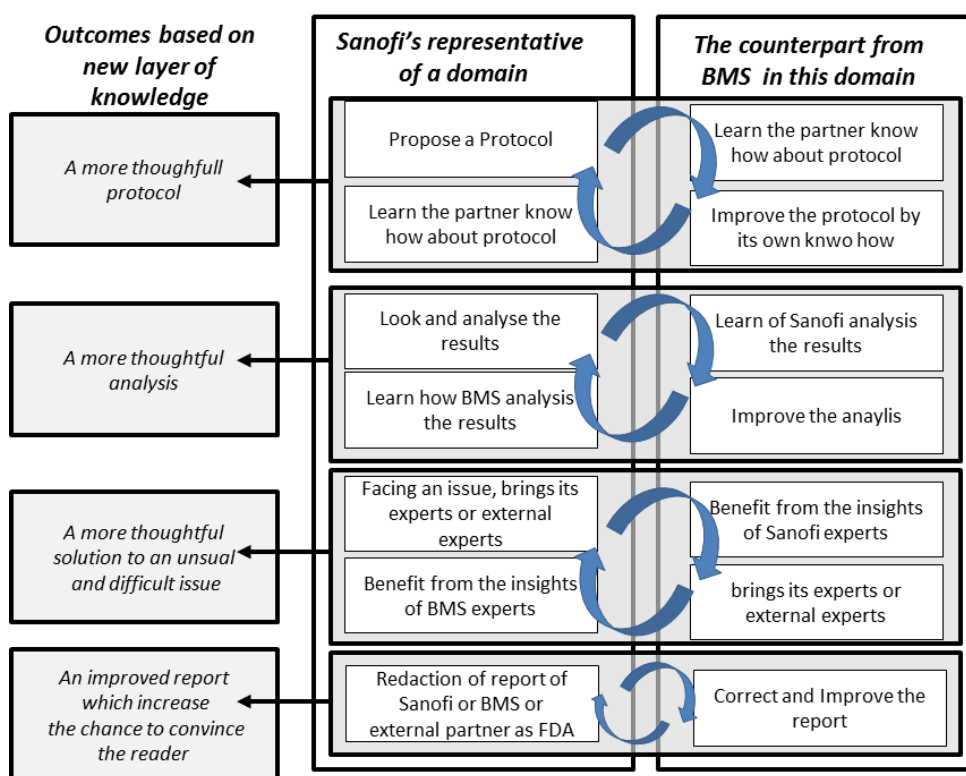 Outcomes based on
new layer of
knowledge
Sanofi's representative
of a domain
The counterpart from
BMS in this domain
A more thoughfull
protocol
Propose a Protocol
Learn the partner know
how about protocol
Learn the partner know
how about protocol
Improve the protocol by
its own knwo how
A more thoughtful
analysis
Look and analyse the
results
Learn how BMS analysis
the results
Learn of Sanofi analysis
the results
Improve the anaylis
A more thoughtful
solution to an unsual
and difficult issue
Facing an issue, brings its
experts or external
experts
Benefit from the insights
of BMS experts
Benefit from the insights
of Sanofi experts
brings its experts or
external experts
An improved report
which increase
the chance to convince
the reader
Redaction of report of
Sanofi or BMS or
external partner as FDA
Correct and Improve the
report